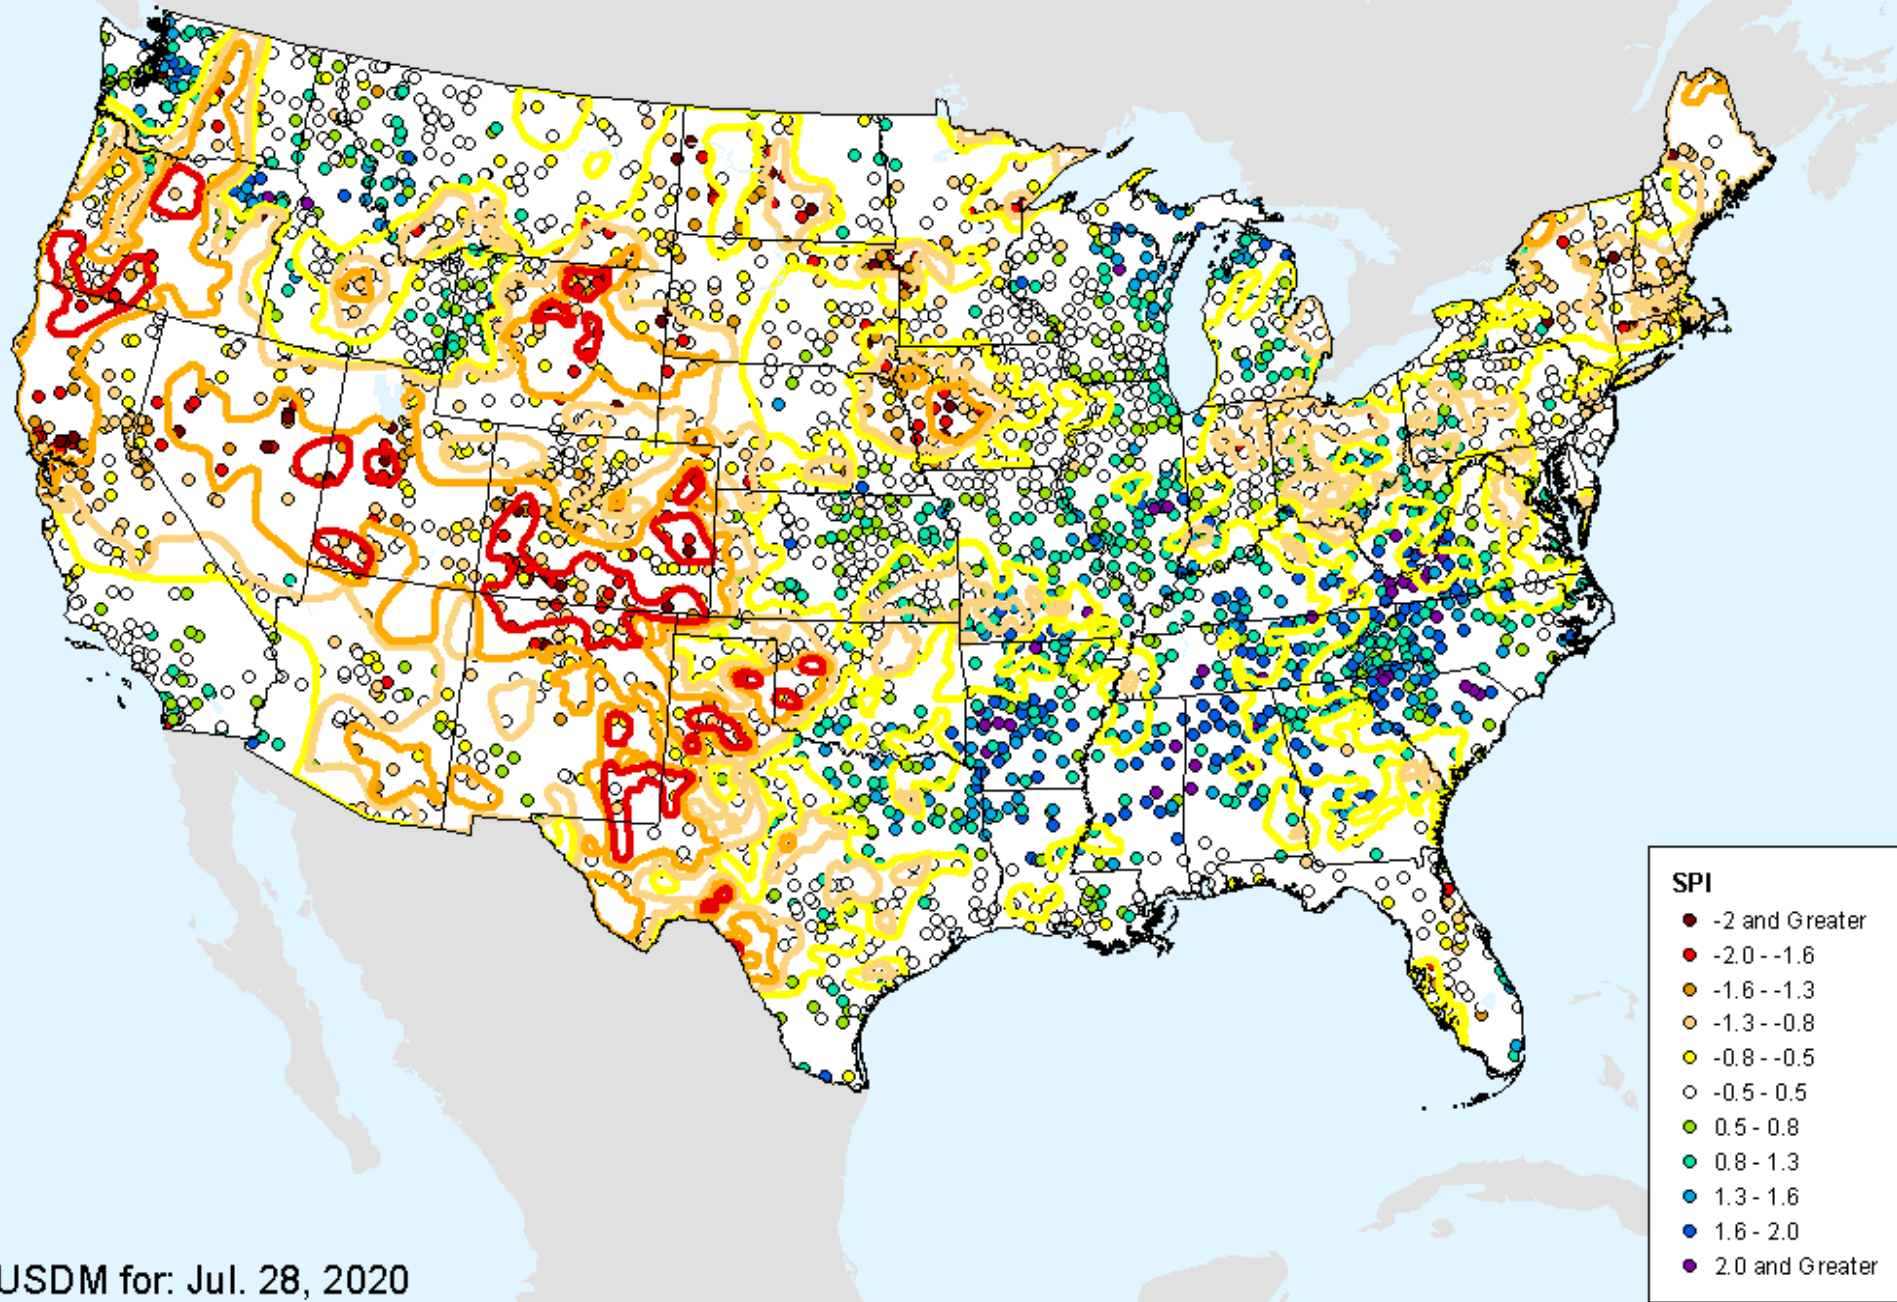 SPI
-2 and Greater
-2.0 - -1.6
-1.6 - -1.3
-1.3 - -0.8
-0.8 - -0.5
-0.5 - 0.5
0.5 - 0.8
0.8 - 1.3
1.3 - 1.6
1.6 - 2.0
2.0 and Greater
USDM for: Jul. 28, 2020